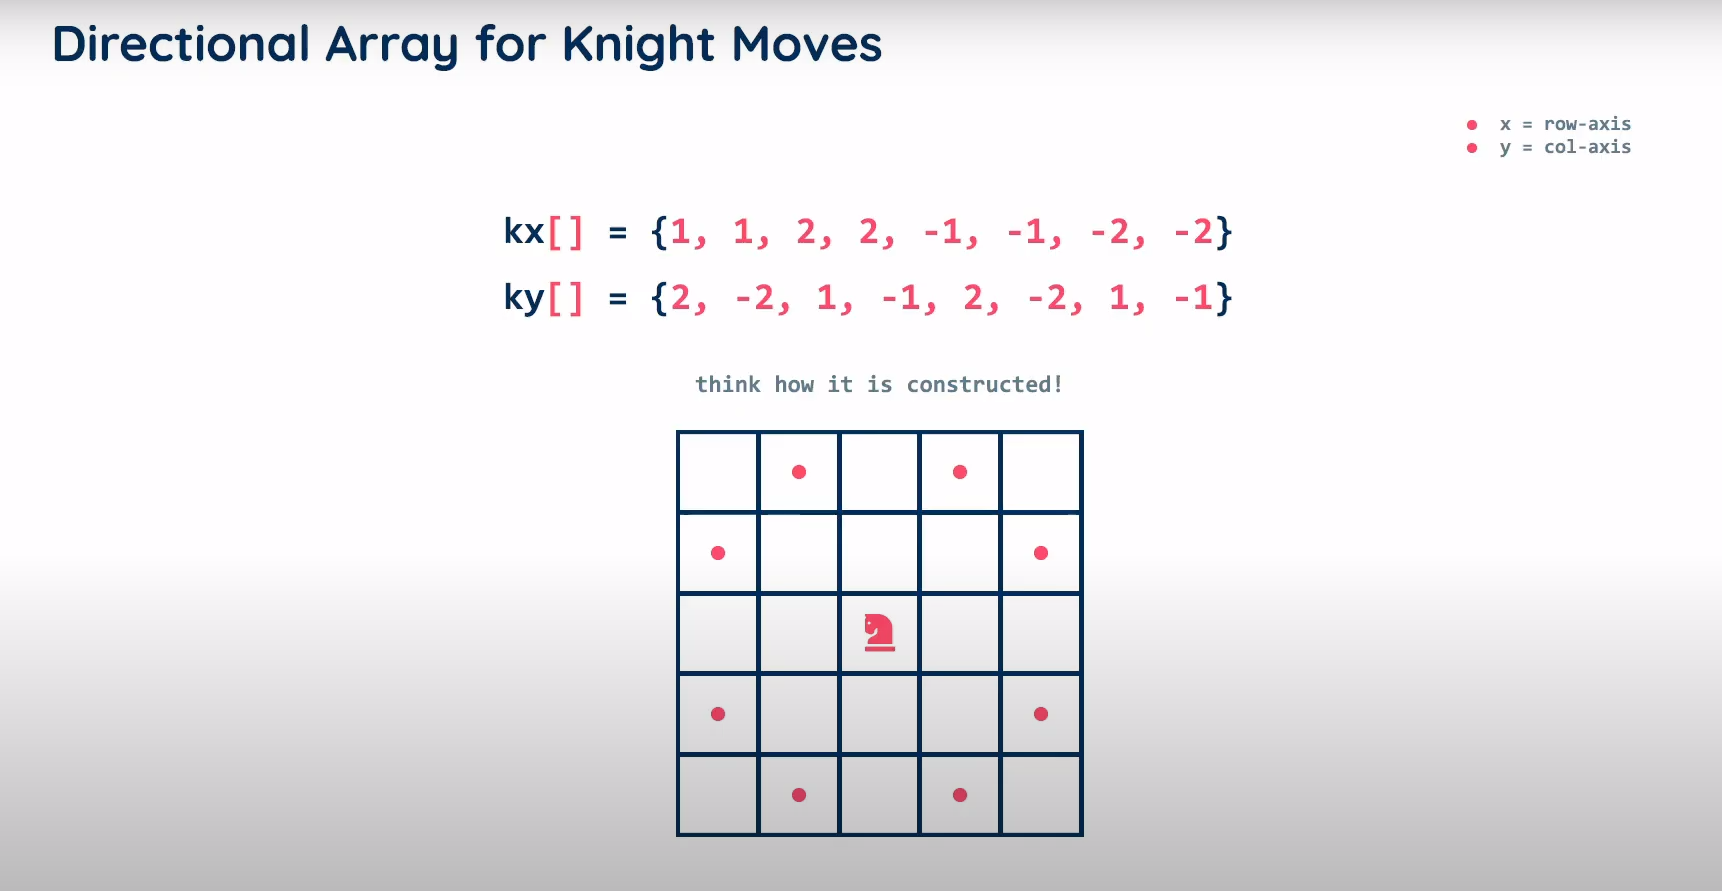 Directional Array for Knight Moves
x = row-axis
y = col-axis
kx[] = {1, 1, 2, 2, -1, -1, -2, -2}
ky[] = {2, -2, 1, -1, 2, -2, 1, -1}
think how it is constructed!